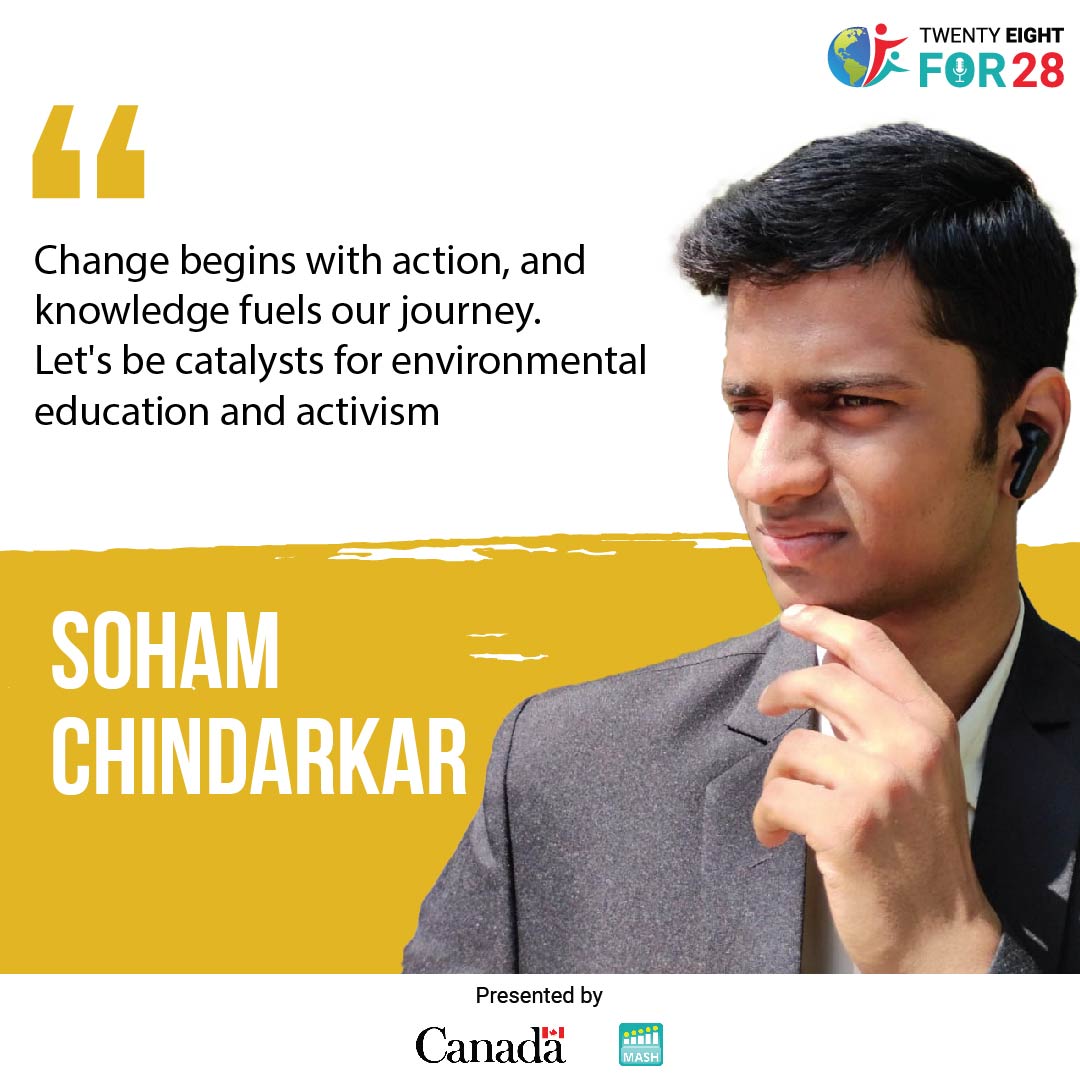 TWENTY EIGHT
FOR 28
“
Change begins with action, and
knowledge fuels our journey.
Let's be catalysts for environmental
education and activism
SOHAM
CHINDARKAR
Presented by
Canada
MASH